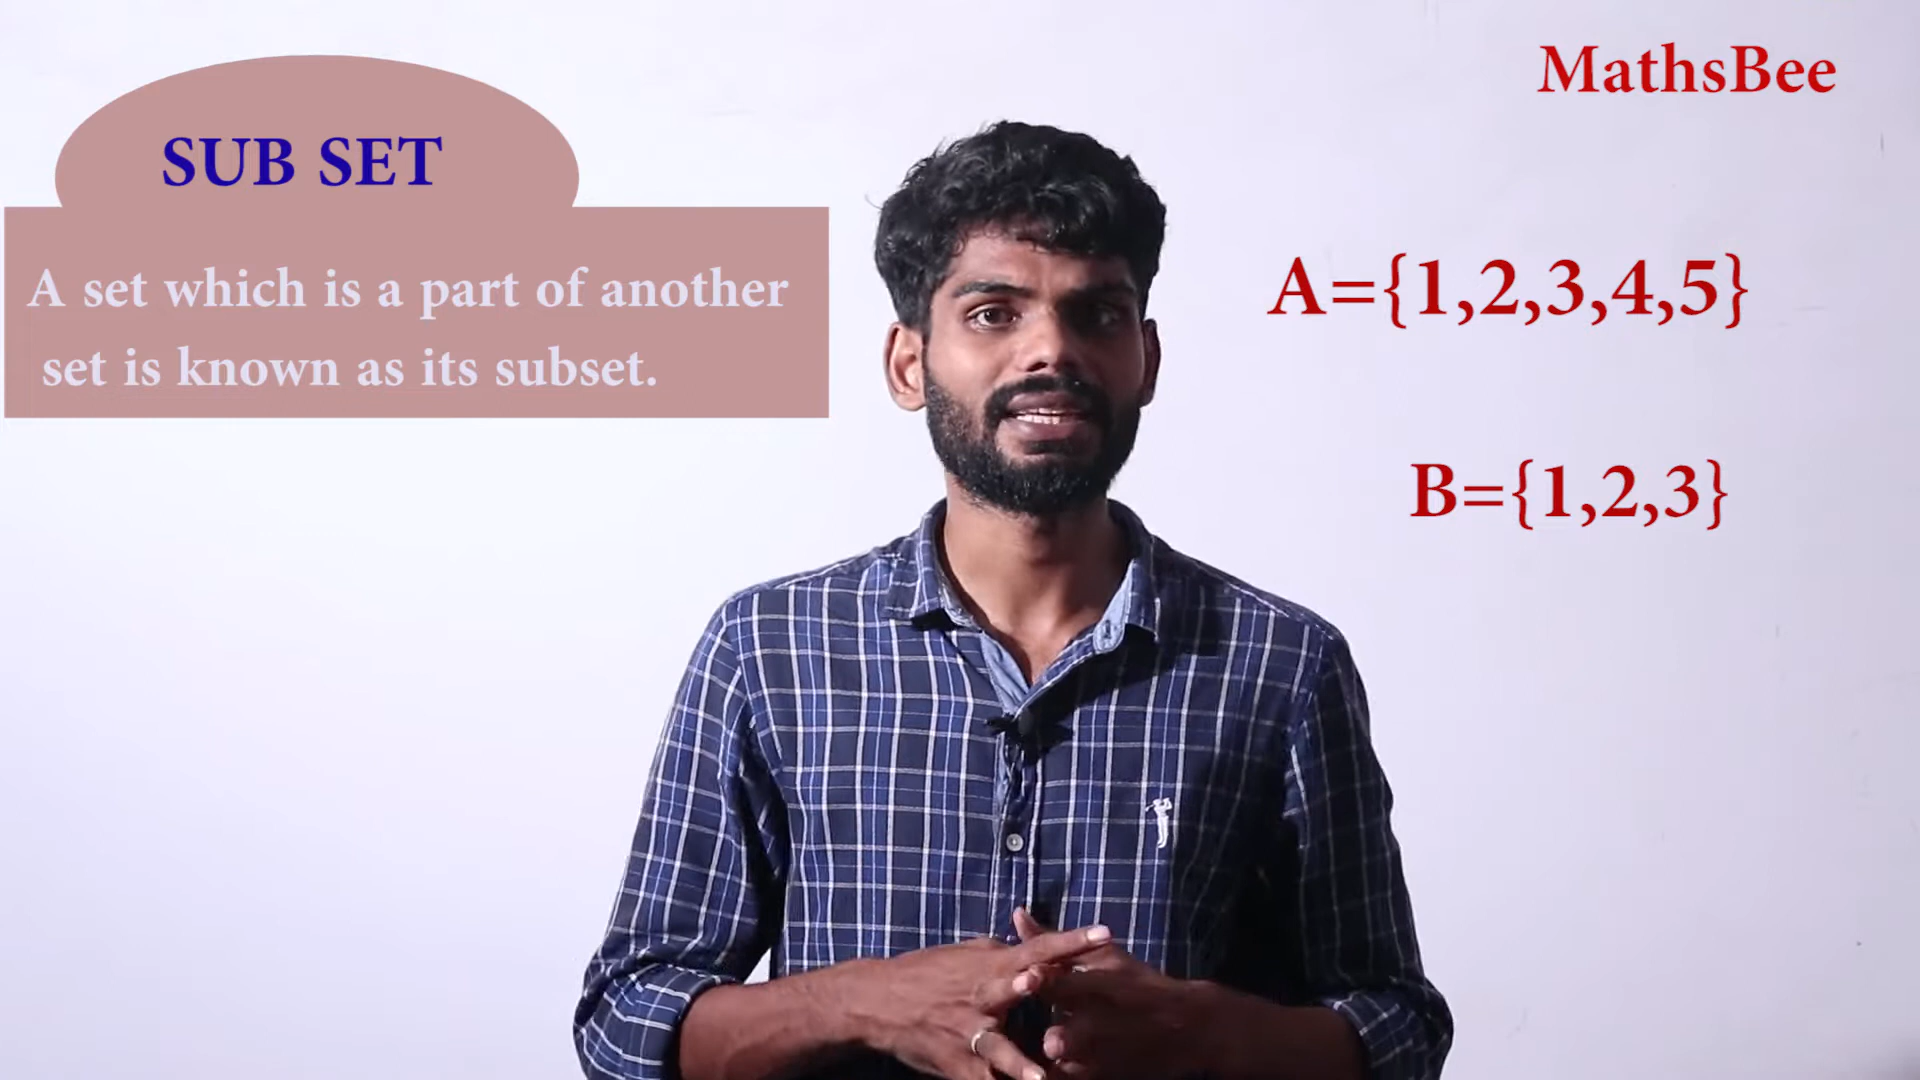 MathsBee
SUB SET
A set which is a part of another
set is known as its subset.
A={1,2,3,4,5}
B={1,2,3}